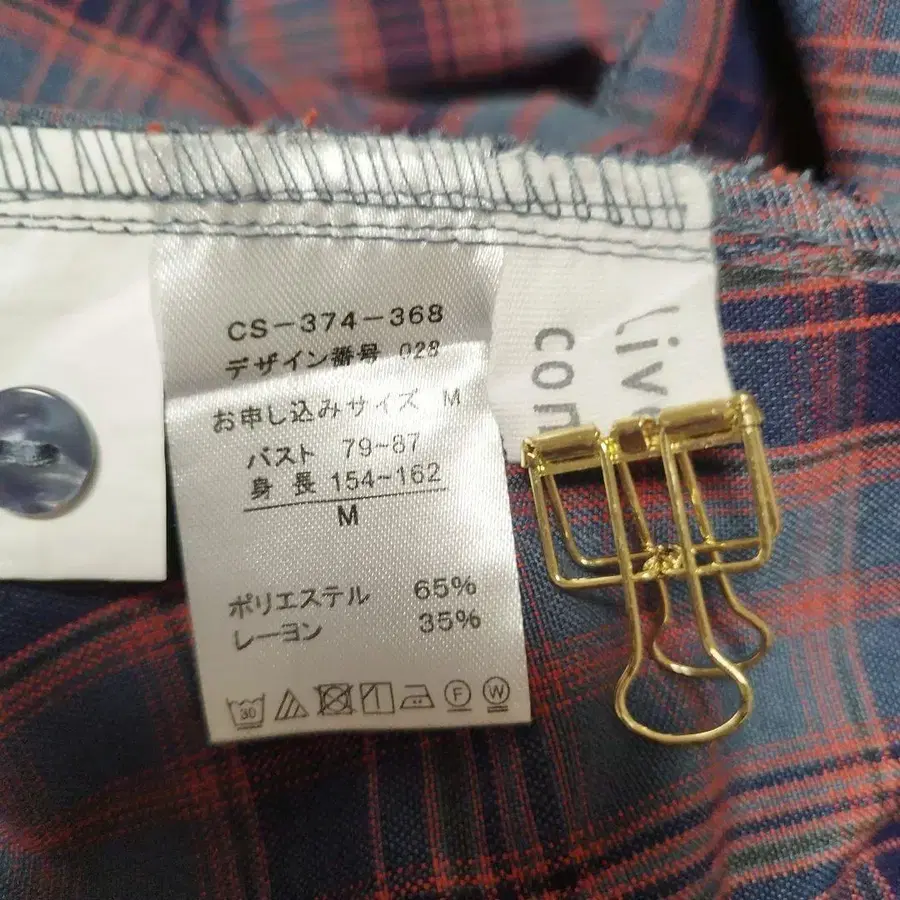 CS-374-368
デザイン番号 028
お申し込みサイズ M
バスト 79~87
身長 154~162
M
ポリエステル 65%
レーヨン 35%
30
F
W